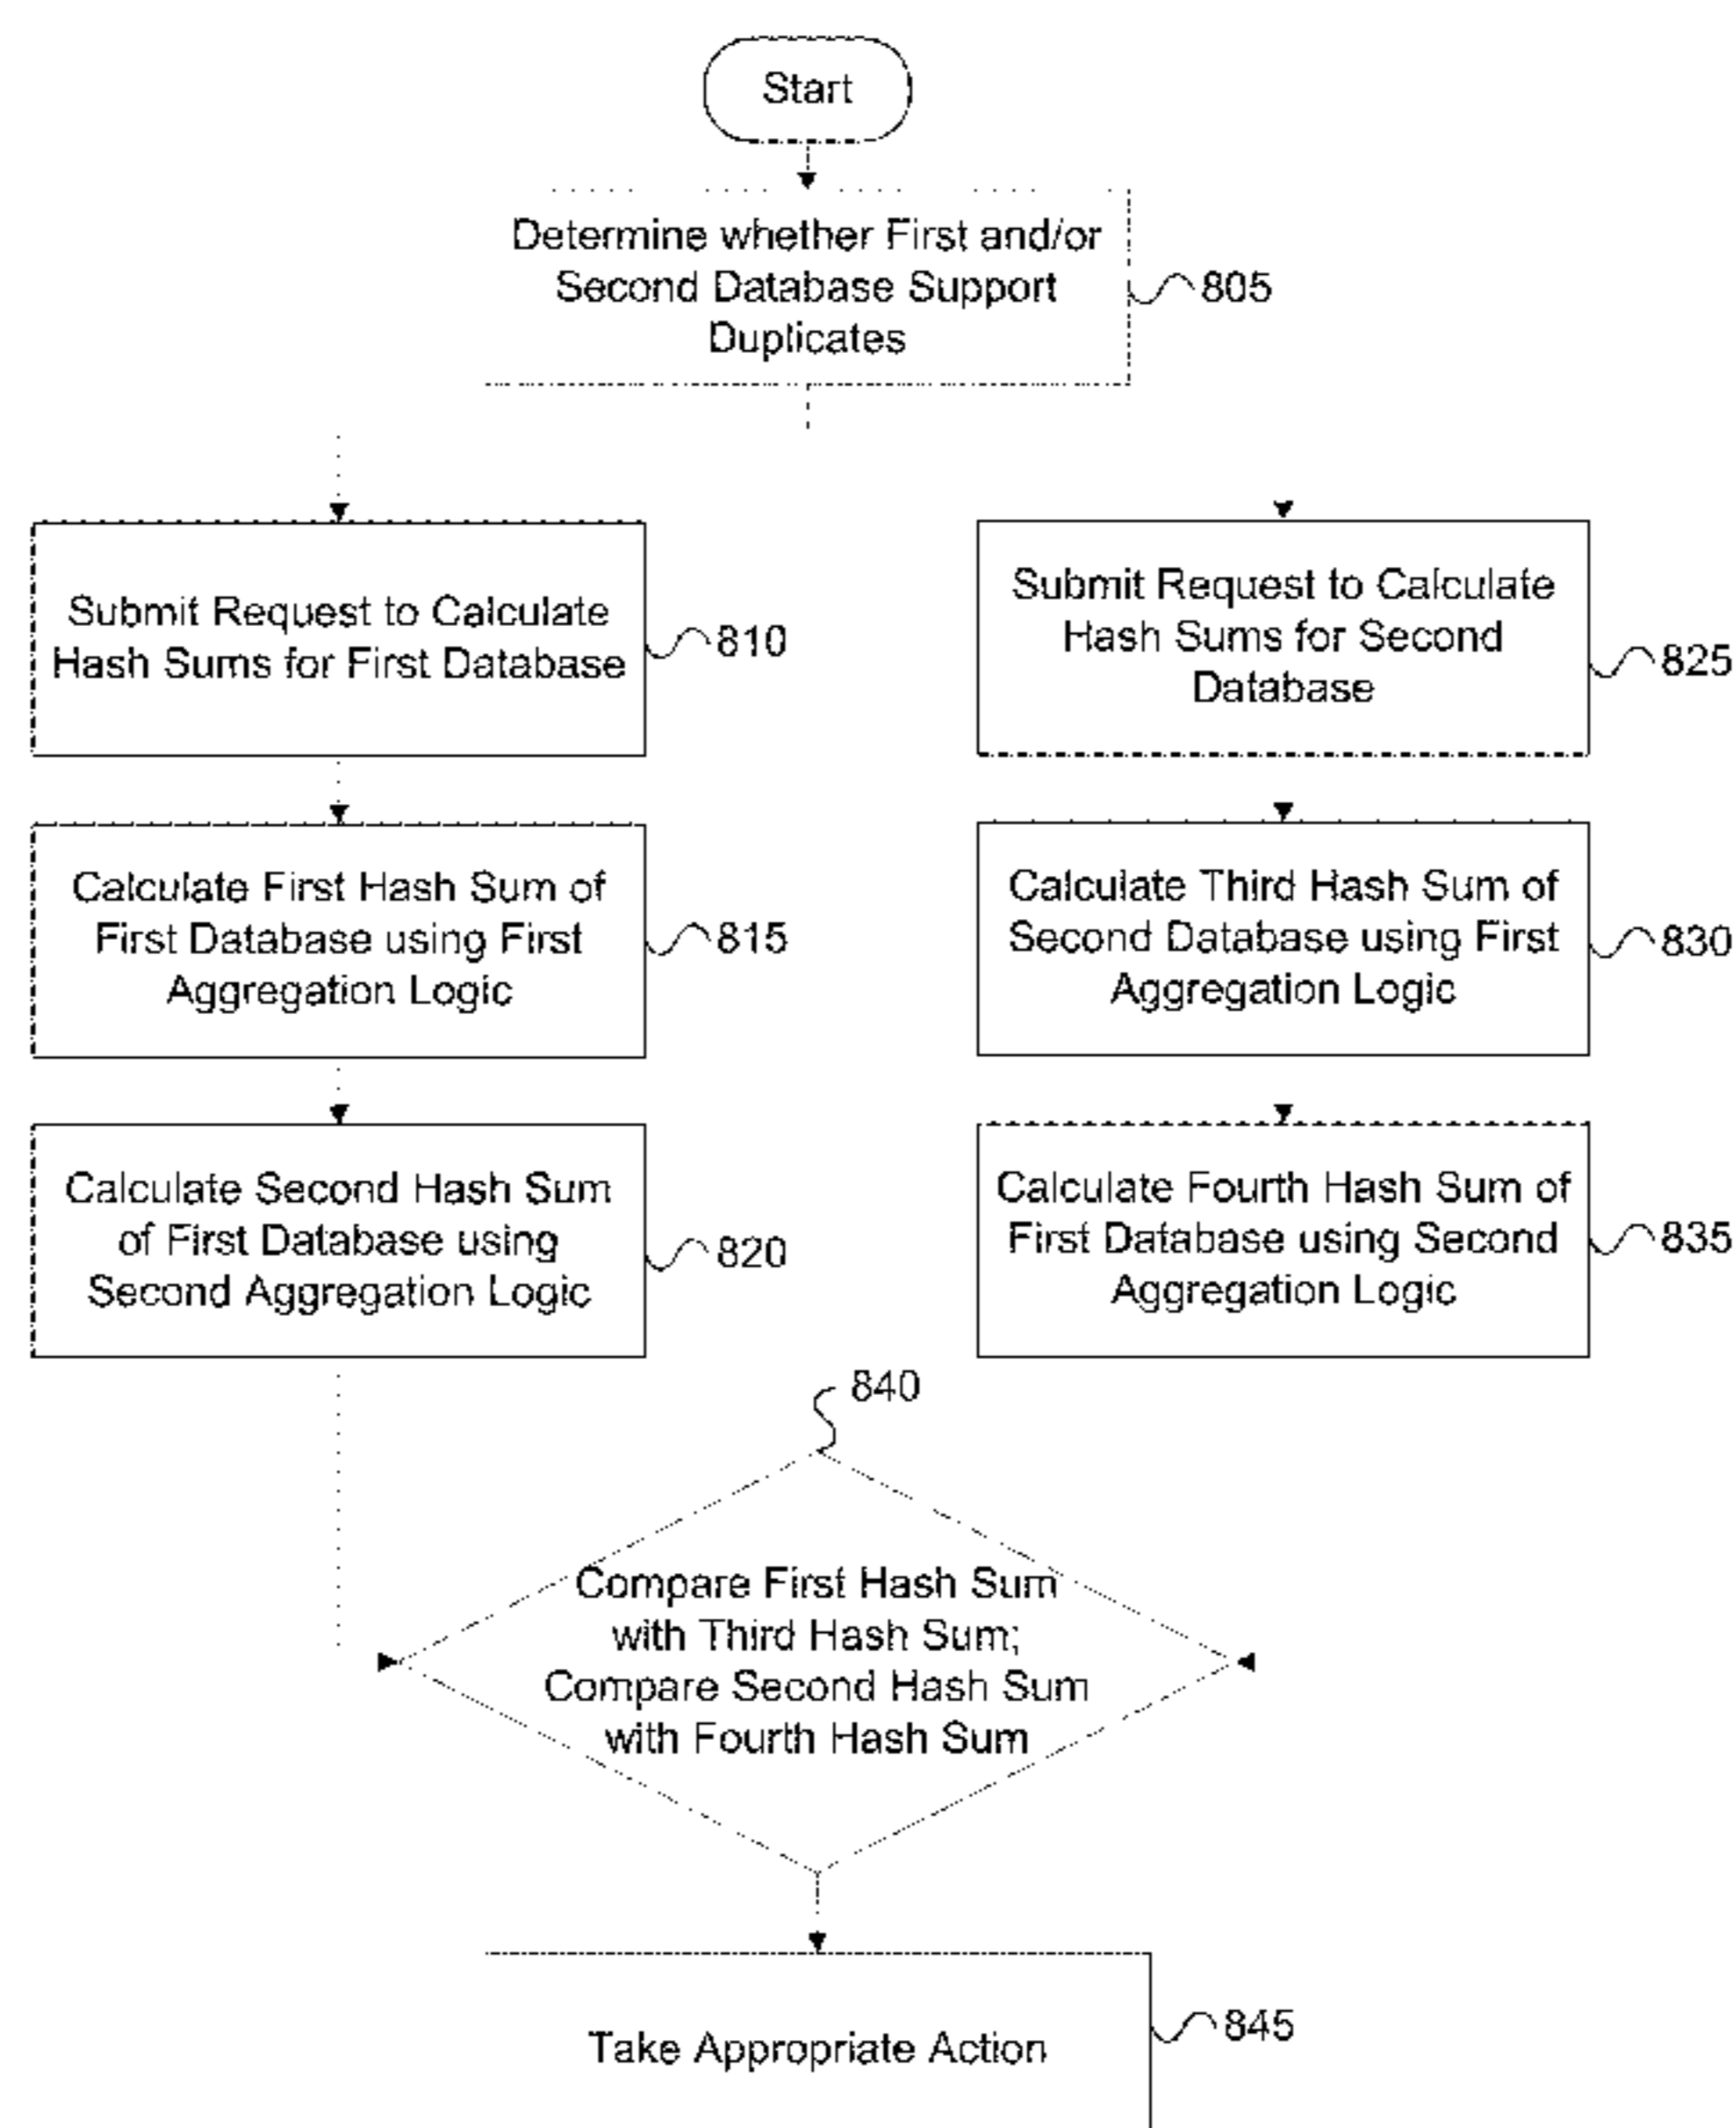 Start
Determine whether First and/or
Second Database Support
Duplicates
805
Submit Request to Calculate
Hash Sums for First Database
810
Submit Request to Calculate
Hash Sums for Second
Database
825
Calculate First Hash Sum of
First Database using First
Aggregation Logic
815
Calculate Third Hash Sum of
Second Database using First
Aggregation Logic
830
Calculate Second Hash Sum
of First Database using
Second Aggregation Logic
820
Calculate Fourth Hash Sum of
First Database using Second
Aggregation Logic
835
840
Compare First Hash Sum
with Third Hash Sum;
Compare Second Hash Sum
with Fourth Hash Sum
Take Appropriate Action
845